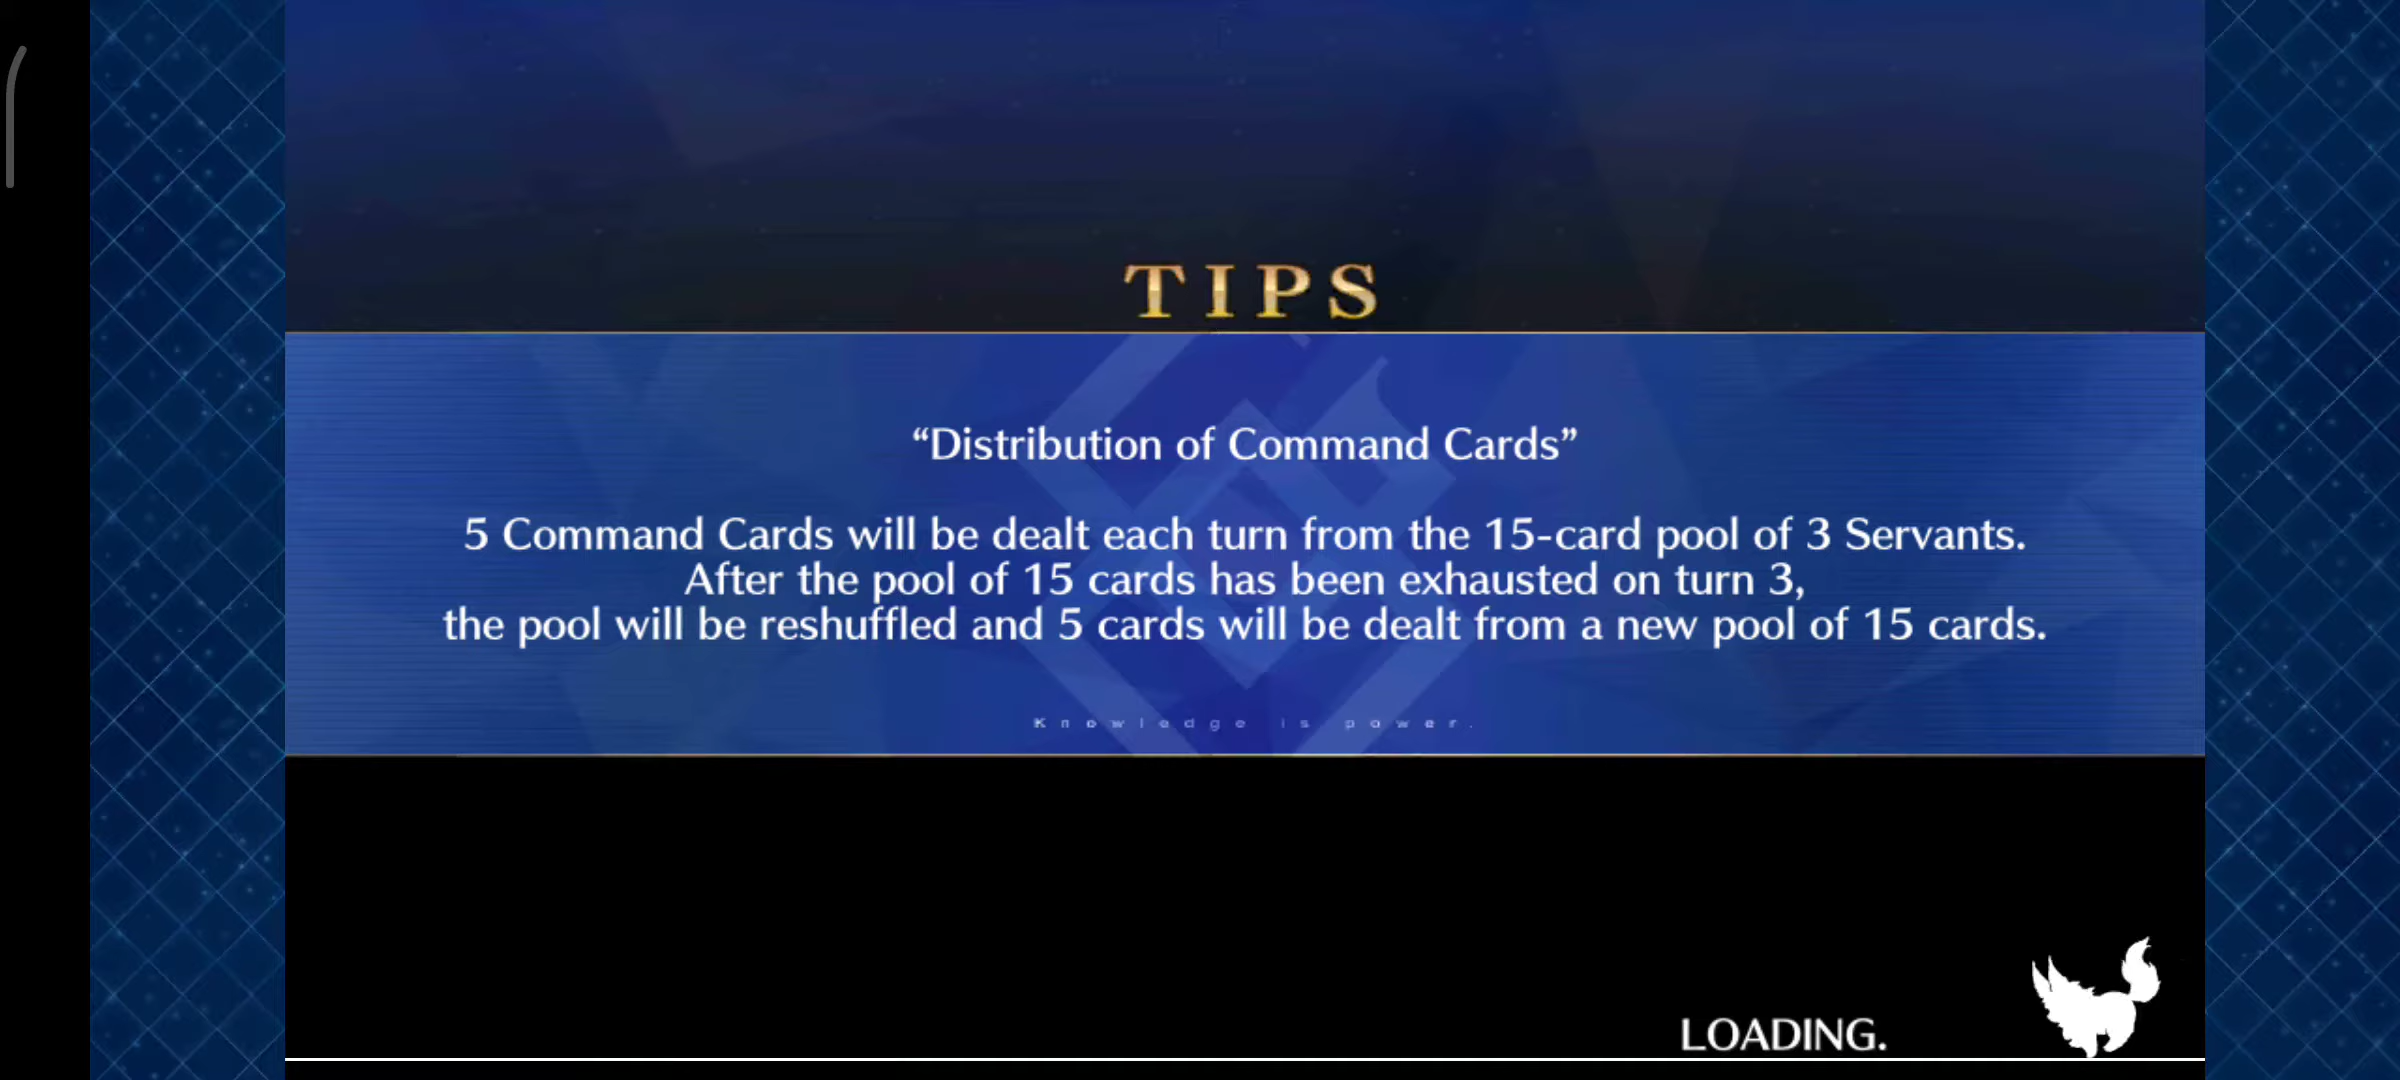 TIPS
“Distribution of Command Cards”
5 Command Cards will be dealt each turn from the 15-card pool of 3 Servants.
After the pool of 15 cards has been exhausted on turn 3,
the pool will be reshuffled and 5 cards will be dealt from a new pool of 15 cards.
Knowledge is power.
LOADING.